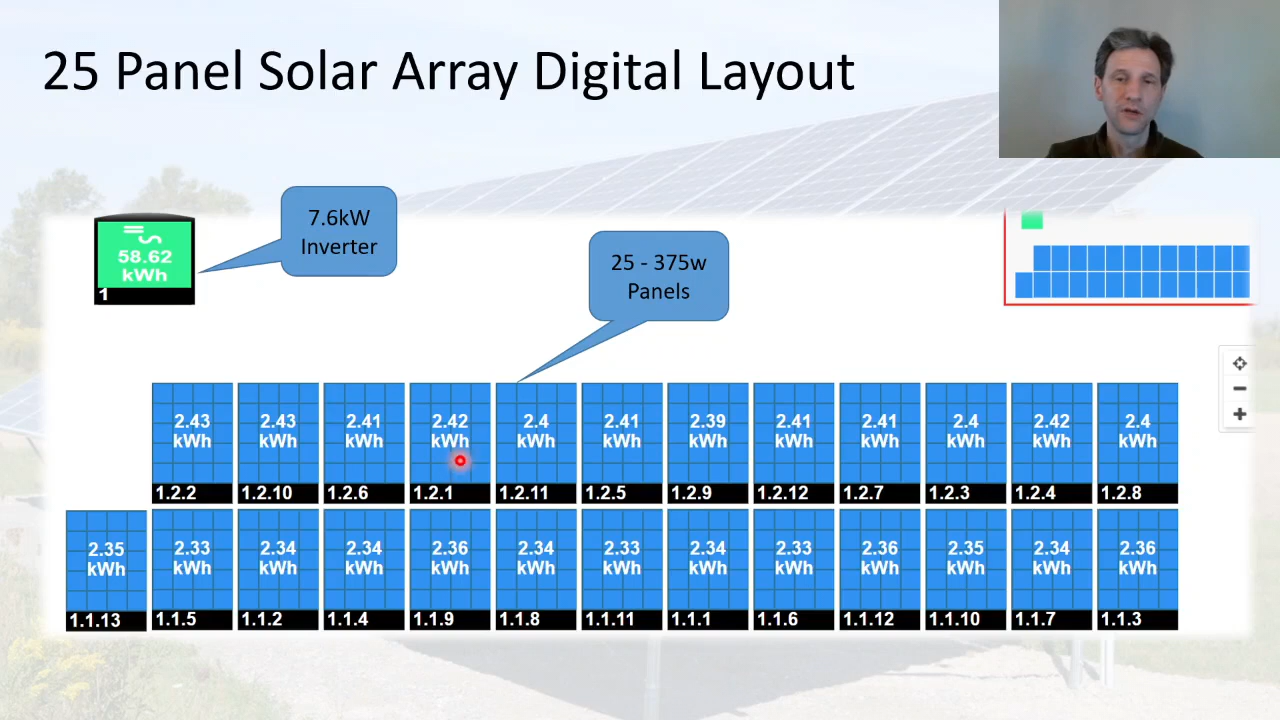 25 Panel Solar Array Digital Layout
58.62
kWh
1
7.6kW
Inverter
25 - 375w
Panels
2.43 2.43 2.41 2.42 2.4 2.41 2.39 2.41 2.41 2.4 2.42 2.4
kWh kWh kWh kWh kWh kWh kWh kWh kWh kWh kWh kWh
1.2.2 1.2.10 1.2.6 1.2.1 1.2.11 1.2.5 1.2.9 1.2.12 1.2.7 1.2.3 1.2.4 1.2.8
2.35 2.33 2.34 2.34 2.36 2.34 2.33 2.34 2.33 2.36 2.35 2.34 2.36
kWh kWh kWh kWh kWh kWh kWh kWh kWh kWh kWh kWh kWh
1.1.13 1.1.5 1.1.2 1.1.4 1.1.9 1.1.8 1.1.11 1.1.1 1.1.6 1.1.12 1.1.10 1.1.7 1.1.3